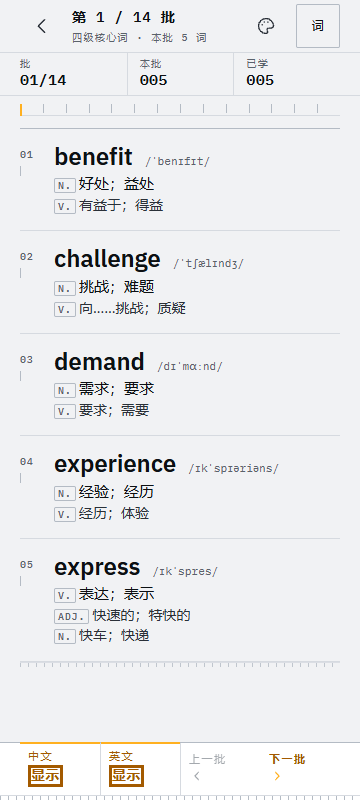 第 1 / 14 批
四级核心词 · 本批 5 词
词
批 本批 已学
01/14 005 005
01 benefit /ˈbenɪfɪt/
N. 好处; 益处
V. 有益于; 得益
02 challenge /ˈtʃælɪndʒ/
N. 挑战; 难题
V. 向……挑战; 质疑
03 demand /dɪˈmɑːnd/
N. 需求; 要求
V. 要求; 需要
04 experience /ɪkˈspɪəriəns/
N. 经验; 经历
V. 经历; 体验
05 express /ɪkˈspres/
V. 表达; 表示
ADJ. 快速的; 特快的
N. 快车; 快递
中文 英文 上一批 下一批
显示 显示